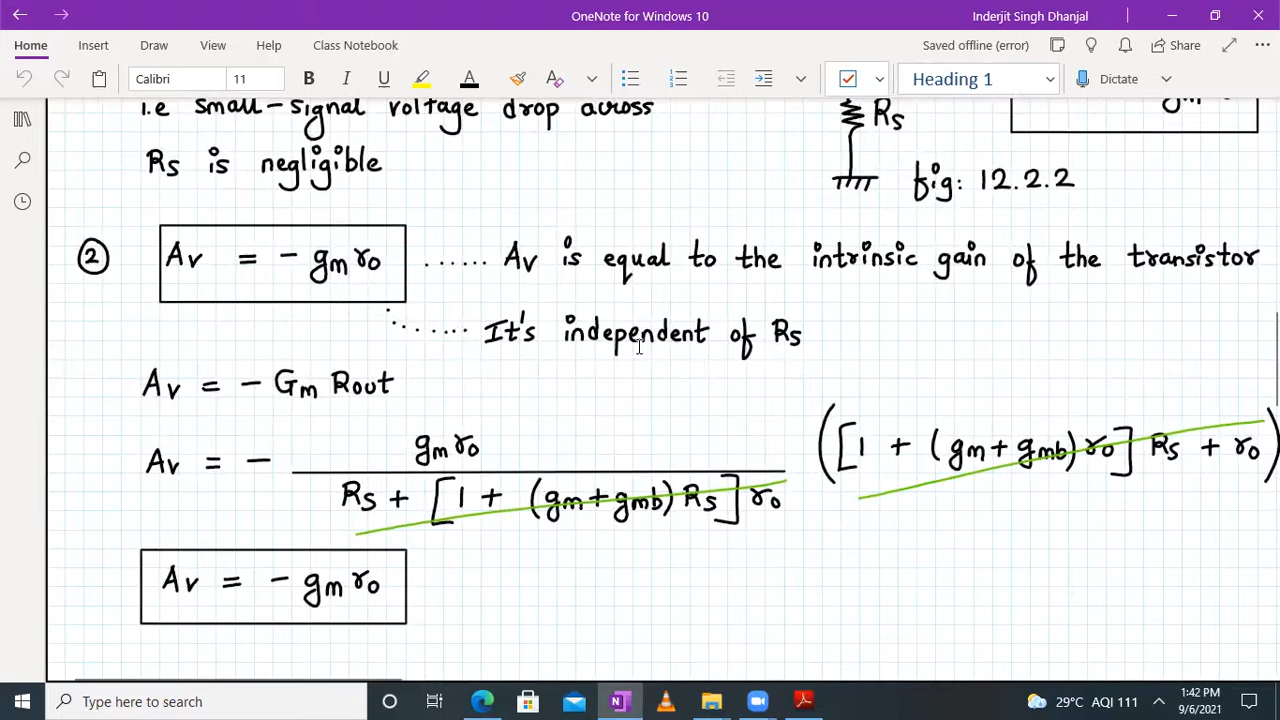 OneNote for Windows 10
Inderjit Singh Dhanjal
Home Insert Draw View Help Class Notebook
Saved offline (error)
Share
Calibri 11 B I U A
Heading 1
Dictate
i.e small-signal voltage drop across
Rs is negligible
Rs
fig: 12.2.2
② Av = - gm ro ...... Av is equal to the intrinsic gain of the transistor
....... It's independent of Rs
Av = - Gm Rout
Av = - gm ro / Rs + [1 + (gm+gmb) Rs] ro ([1 + (gm+gmb) ro] Rs + ro)
Av = - gm ro
Type here to search
29°C AQI 111
1:42 PM
9/6/2021